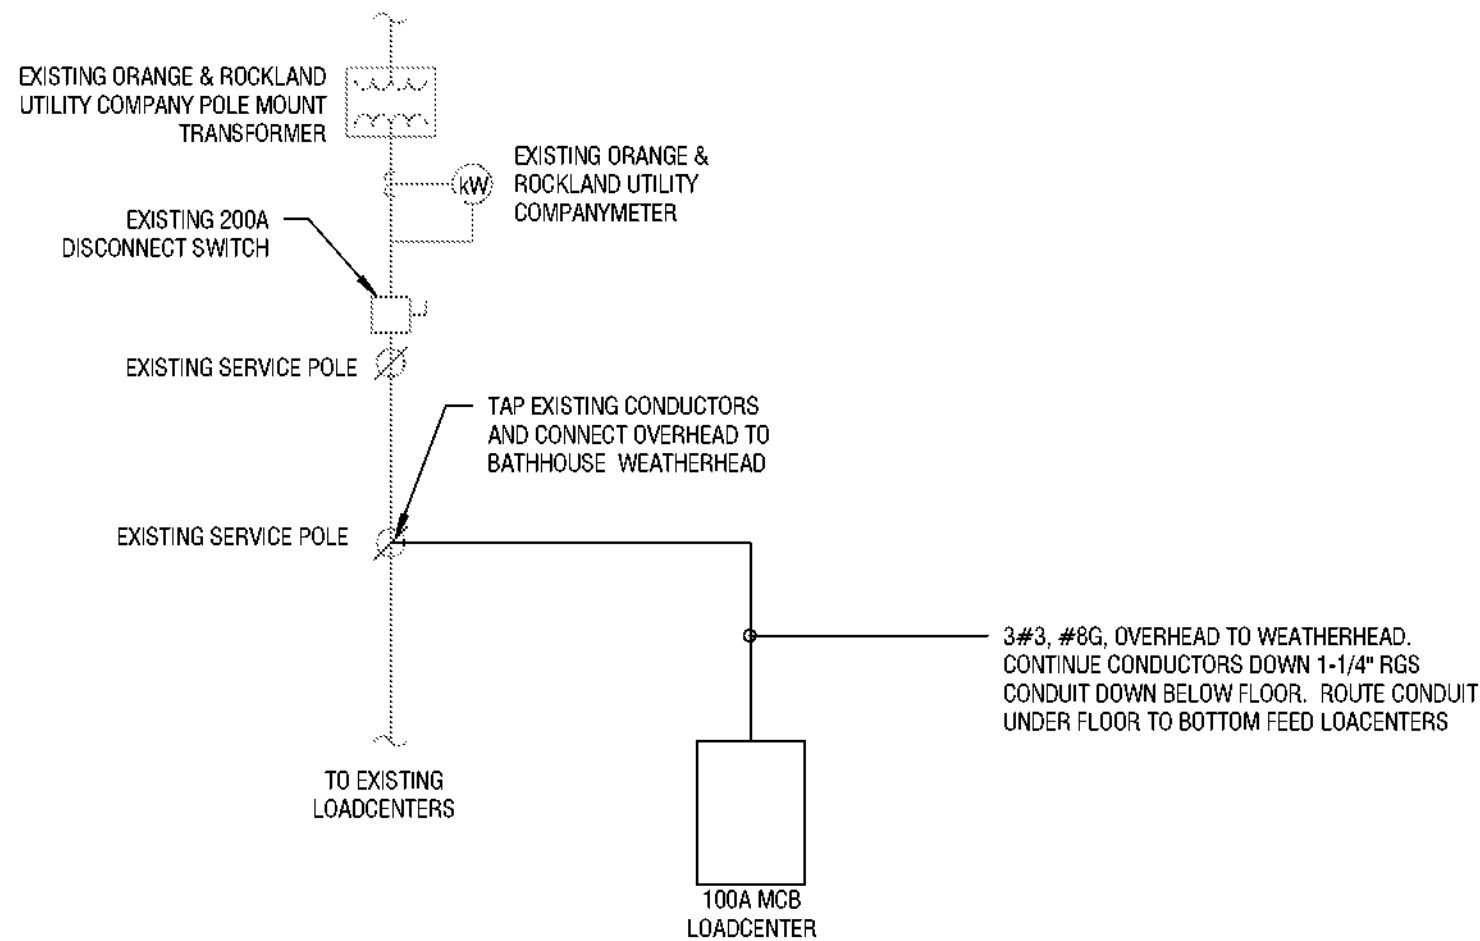 EXISTING ORANGE & ROCKLAND
UTILITY COMPANY POLE MOUNT
TRANSFORMER
EXISTING ORANGE &
ROCKLAND UTILITY
COMPANYMETER
kW
EXISTING 200A
DISCONNECT SWITCH
EXISTING SERVICE POLE
TAP EXISTING CONDUCTORS
AND CONNECT OVERHEAD TO
BATHHOUSE WEATHERHEAD
EXISTING SERVICE POLE
3#3, #8G, OVERHEAD TO WEATHERHEAD.
CONTINUE CONDUCTORS DOWN 1-1/4" RGS
CONDUIT DOWN BELOW FLOOR. ROUTE CONDUIT
UNDER FLOOR TO BOTTOM FEED LOACENTERS
TO EXISTING
LOADCENTERS
100A MCB
LOADCENTER